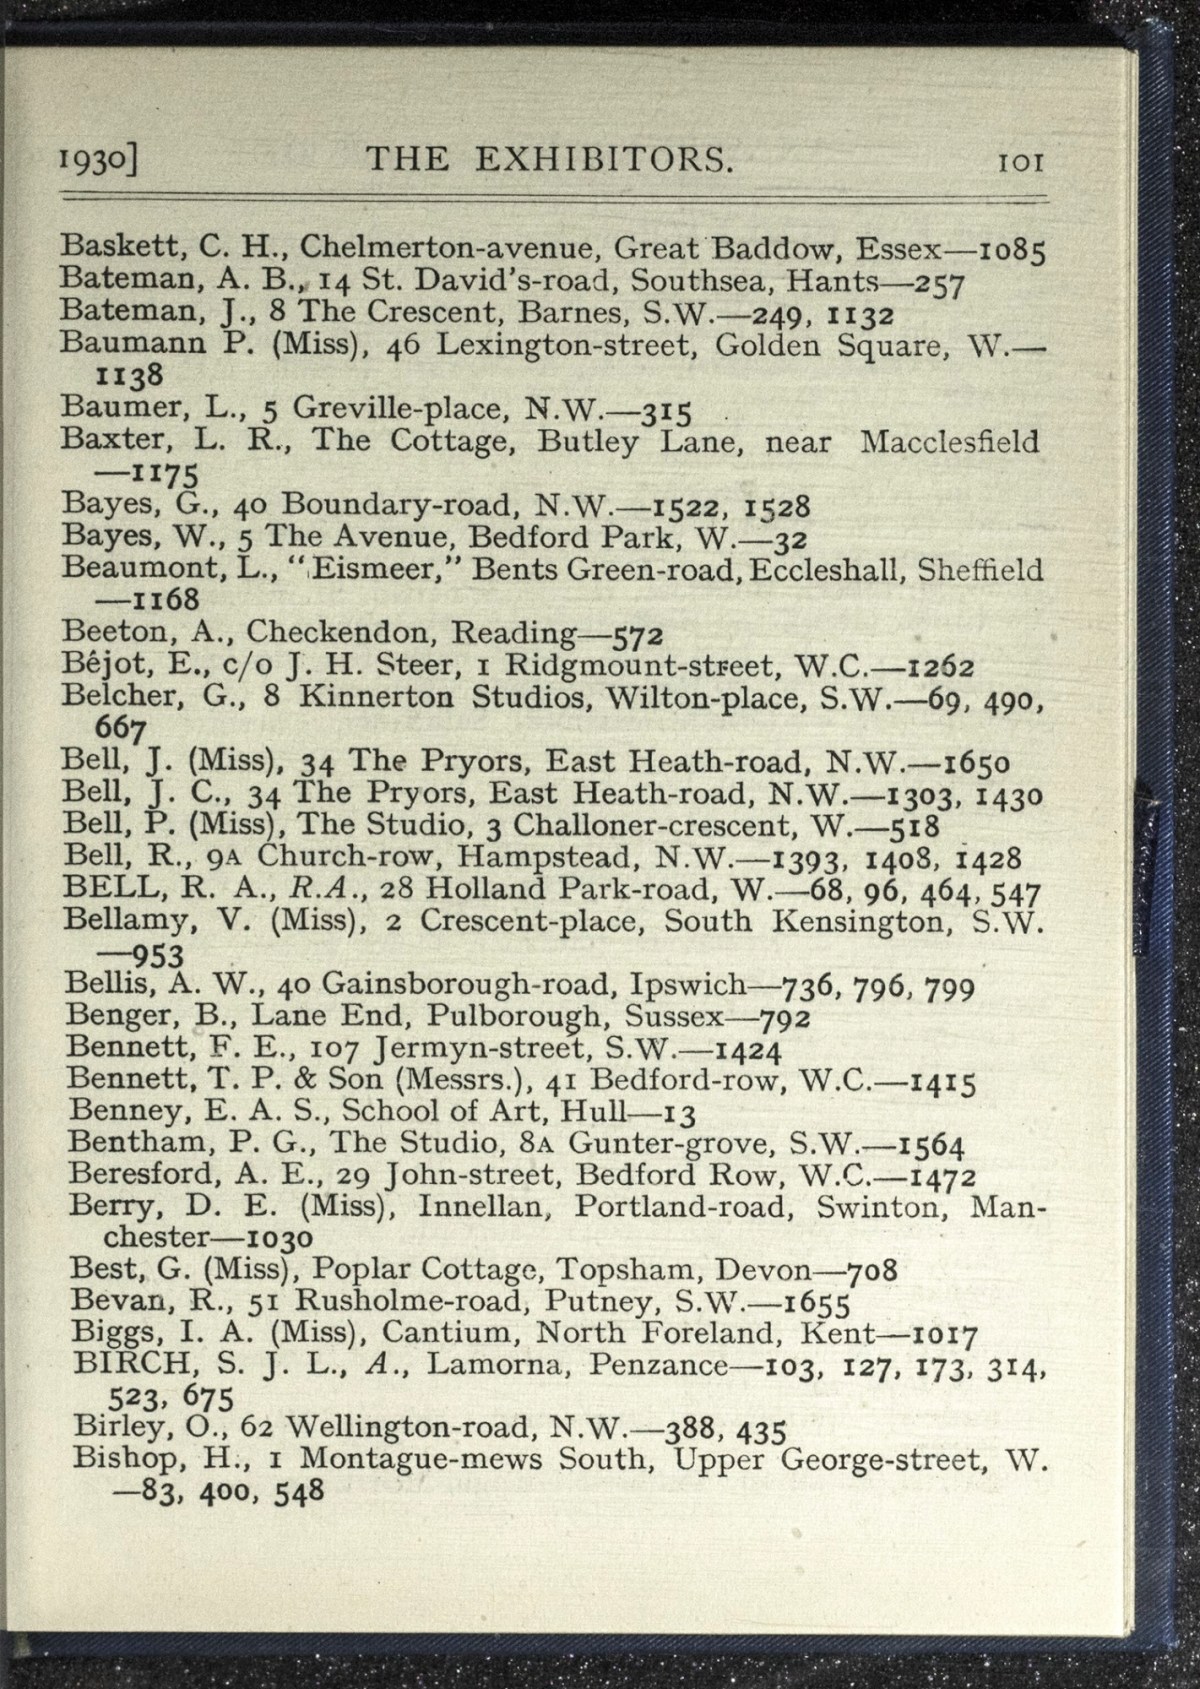 1930] THE EXHIBITORS. 101
Baskett, C. H., Chelmerton-avenue, Great Baddow, Essex—1085
Bateman, A. B., 14 St. David's-road, Southsea, Hants—257
Bateman, J., 8 The Crescent, Barnes, S.W.—249, 1132
Baumann P. (Miss), 46 Lexington-street, Golden Square, W.—
1138
Baumer, L., 5 Greville-place, N.W.—315
Baxter, L. R., The Cottage, Butley Lane, near Macclesfield
—1175
Bayes, G., 40 Boundary-road, N.W.—1522, 1528
Bayes, W., 5 The Avenue, Bedford Park, W.—32
Beaumont, L., "Eismeer," Bents Green-road, Eccleshall, Sheffield
—1168
Beeton, A., Checkendon, Reading—572
Béjot, E., c/o J. H. Steer, 1 Ridgmount-street, W.C.—1262
Belcher, G., 8 Kinnerton Studios, Wilton-place, S.W.—69, 490,
667
Bell, J. (Miss), 34 The Pryors, East Heath-road, N.W.—1650
Bell, J. C., 34 The Pryors, East Heath-road, N.W.—1303, 1430
Bell, P. (Miss), The Studio, 3 Challoner-crescent, W.—518
Bell, R., 9A Church-row, Hampstead, N.W.—1393, 1408, 1428
BELL, R. A., R.A., 28 Holland Park-road, W.—68, 96, 464, 547
Bellamy, V. (Miss), 2 Crescent-place, South Kensington, S.W.
—953
Bellis, A. W., 40 Gainsborough-road, Ipswich—736, 796, 799
Benger, B., Lane End, Pulborough, Sussex—792
Bennett, F. E., 107 Jermyn-street, S.W.—1424
Bennett, T. P. & Son (Messrs.), 41 Bedford-row, W.C.—1415
Benney, E. A. S., School of Art, Hull—13
Bentham, P. G., The Studio, 8A Gunter-grove, S.W.—1564
Beresford, A. E., 29 John-street, Bedford Row, W.C.—1472
Berry, D. E. (Miss), Innellan, Portland-road, Swinton, Man-
chester—1030
Best, G. (Miss), Poplar Cottage, Topsham, Devon—708
Bevan, R., 51 Rusholme-road, Putney, S.W.—1655
Biggs, I. A. (Miss), Cantium, North Foreland, Kent—1017
BIRCH, S. J. L., A., Lamorna, Penzance—103, 127, 173, 314,
523, 675
Birley, O., 62 Wellington-road, N.W.—388, 435
Bishop, H., 1 Montague-mews South, Upper George-street, W.
—83, 400, 548